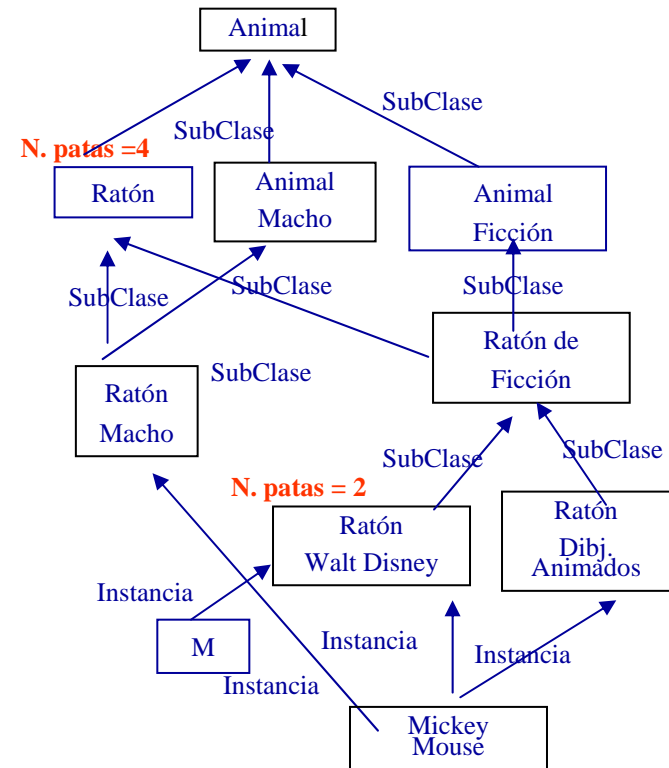 Animal
SubClase
SubClase
N. patas =4
Ratón
Animal
Macho
Animal
Ficción
SubClase
SubClase
SubClase
Ratón de
Ficción
SubClase
Ratón
Macho
SubClase
SubClase
N. patas = 2
Ratón
Walt Disney
Ratón
Dibj.
Animados
Instancia
M
Instancia
Instancia
Instancia
Mickey
Mouse